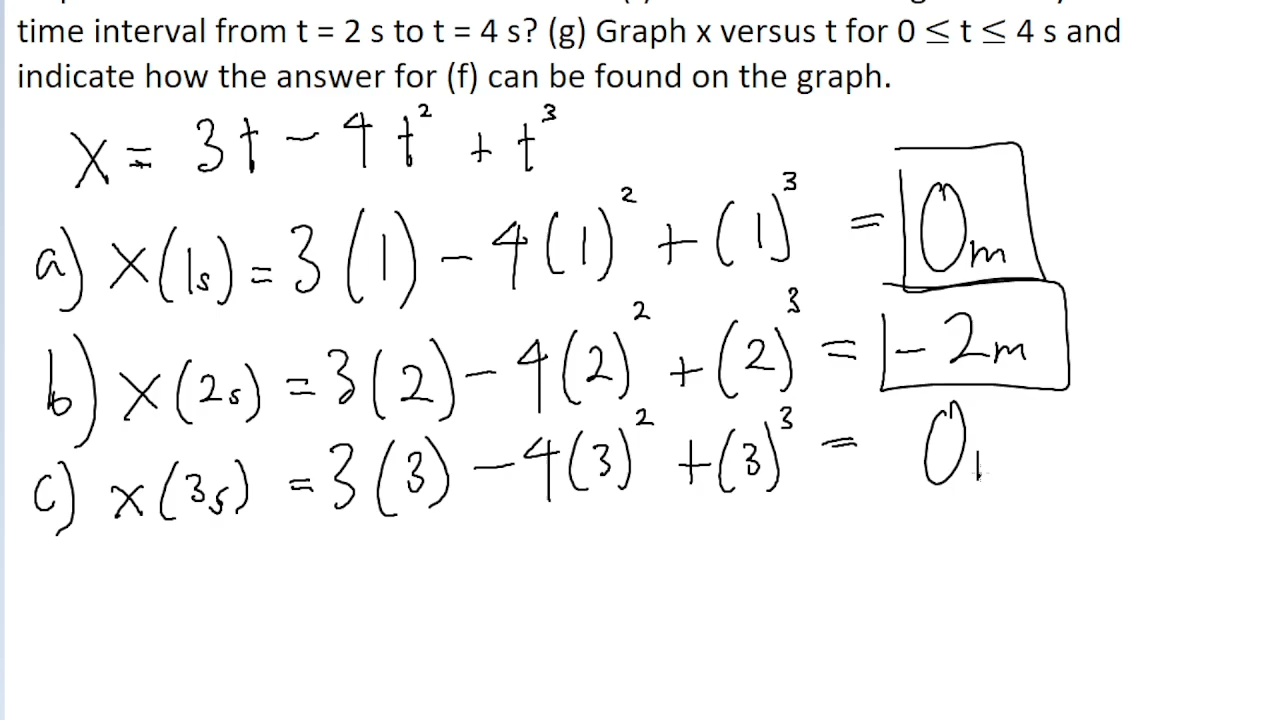 time interval from t = 2 s to t = 4 s? (g) Graph x versus t for 0 ≤ t ≤ 4 s and
indicate how the answer for (f) can be found on the graph.
x = 3t - 4t² + t³
a) x(1s) = 3(1) - 4(1)² + (1)³ = 0m
b) x(2s) = 3(2) - 4(2)² + (2)³ = -2m
c) x(3s) = 3(3) - 4(3)² + (3)³ = 0